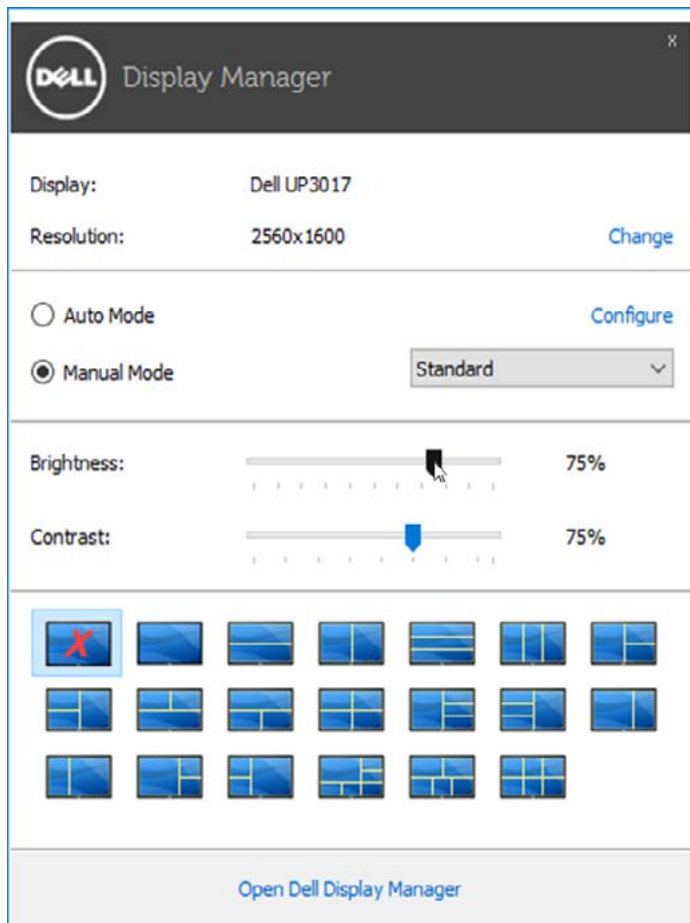 x
DELL Display Manager
Display: Dell UP3017
Resolution: 2560x1600 Change
Auto Mode Configure
Manual Mode Standard
Brightness: 75%
Contrast: 75%
X
Open Dell Display Manager